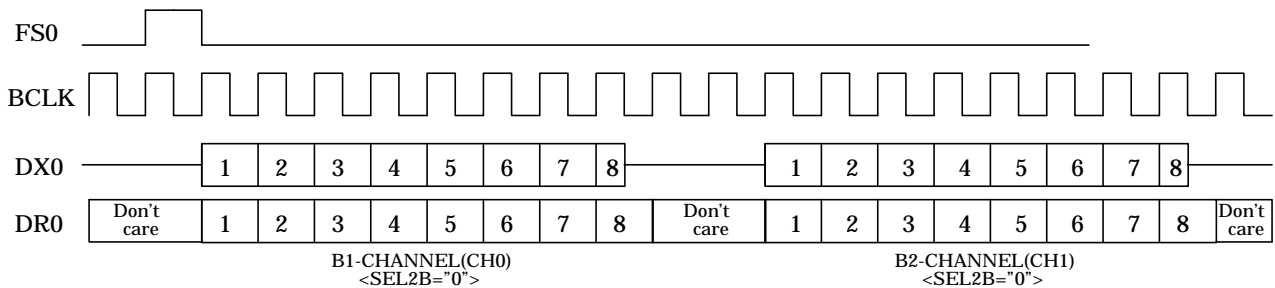 FS0
BCLK
DX0 1 2 3 4 5 6 7 8 1 2 3 4 5 6 7 8
DR0 Don't care 1 2 3 4 5 6 7 8 Don't care 1 2 3 4 5 6 7 8 Don't care
B1-CHANNEL(CH0) B2-CHANNEL(CH1)
<SEL2B=”0”> <SEL2B=”0”>